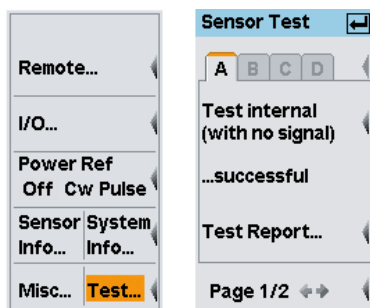 Remote...
I/O...
Power Ref
Off Cw Pulse
Sensor Info...
System Info...
Misc...
Test...
Sensor Test
A B C D
Test internal
(with no signal)
...successful
Test Report...
Page 1/2